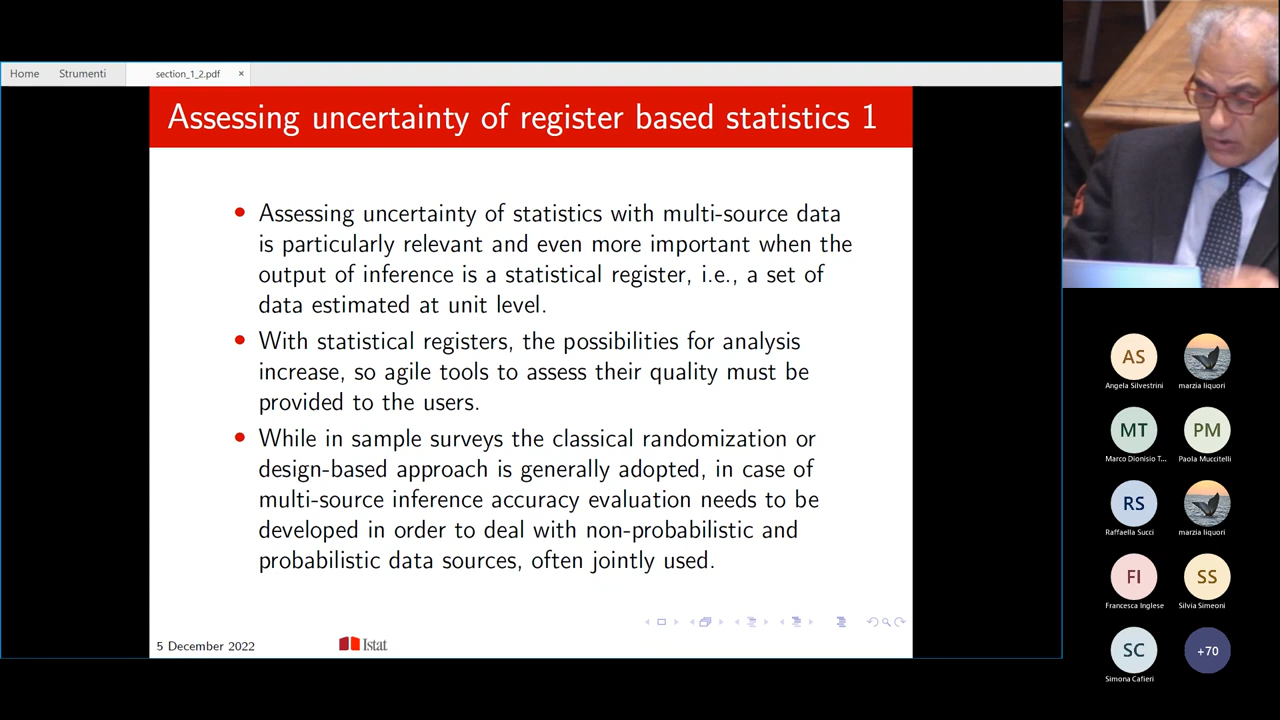 Home Strumenti section_1_2.pdf ×
Assessing uncertainty of register based statistics 1
Assessing uncertainty of statistics with multi-source data
is particularly relevant and even more important when the
output of inference is a statistical register, i.e., a set of
data estimated at unit level.
With statistical registers, the possibilities for analysis
increase, so agile tools to assess their quality must be
provided to the users.
While in sample surveys the classical randomization or
design-based approach is generally adopted, in case of
multi-source inference accuracy evaluation needs to be
developed in order to deal with non-probabilistic and
probabilistic data sources, often jointly used.
5 December 2022
Istat
AS
Angela Silvestrini
marzia liquori
MT
Marco Dionisio T...
PM
Paola Muccitelli
RS
Raffaella Succi
marzia liquori
FI
Francesca Inglese
SS
Silvia Simeoni
SC
Simona Cafieri
+70